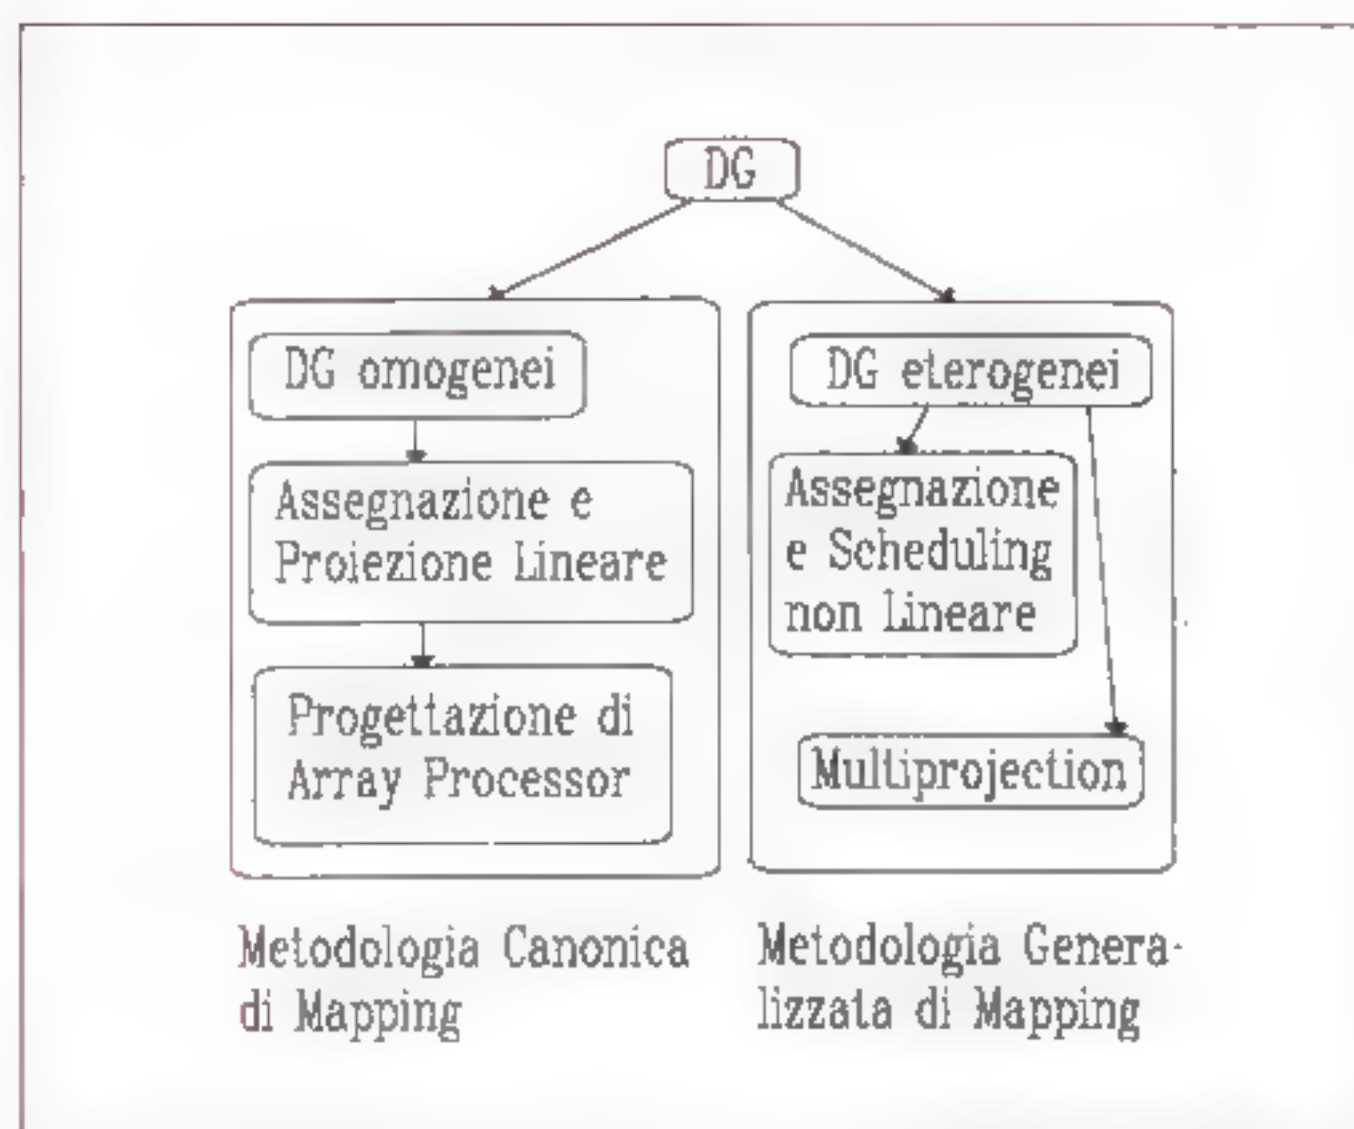 DG
DG omogenei
Assegnazione e
Proiezione Lineare
Progettazione di
Array Processor
DG eterogenei
Assegnazione
e Scheduling
non Lineare
Multiprojection
Metodologia Canonica
di Mapping
Metodologia Genera-
lizzata di Mapping